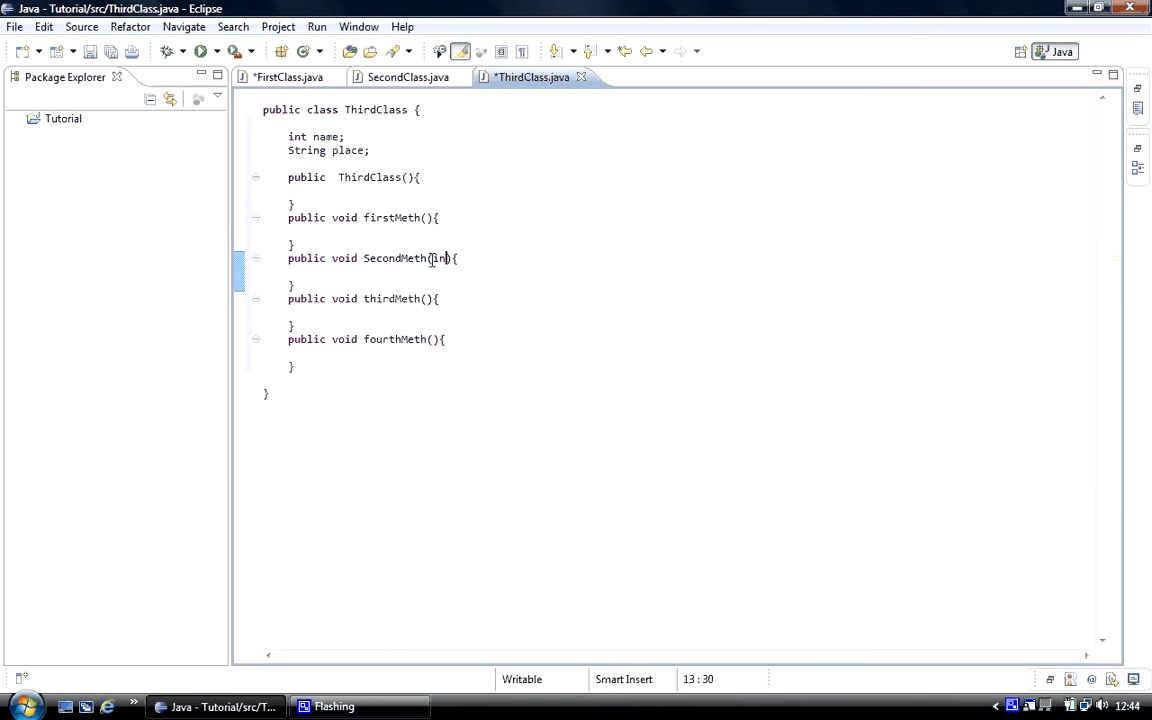 Java - Tutorial/src/ThirdClass.java - Eclipse
File Edit Source Refactor Navigate Search Project Run Window Help
Java
Package Explorer
*FirstClass.java SecondClass.java *ThirdClass.java
Tutorial
public class ThirdClass {
int name;
String place;
public ThirdClass(){
}
public void firstMeth(){
}
public void SecondMeth(in){
}
public void thirdMeth(){
}
public void fourthMeth(){
}
}
Writable Smart Insert 13 : 30
» Java - Tutorial/src/T... Flashing 12:44